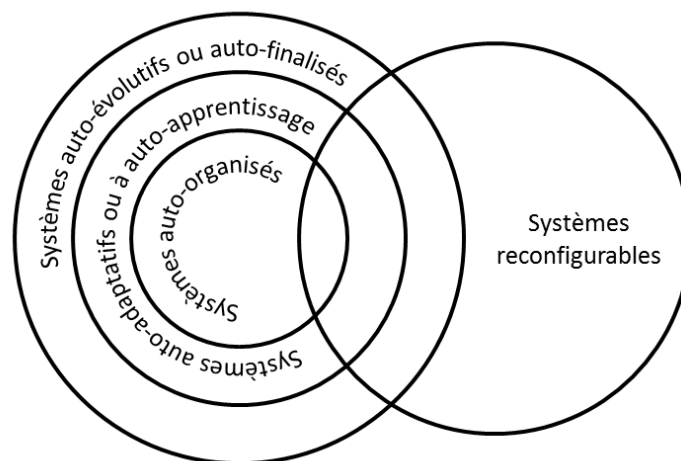 Systèmes auto-évolutifs ou auto-finalisés
Systèmes auto-adaptatifs ou à auto-apprentissage
Systèmes auto-organisés
Systèmes
reconfigurables